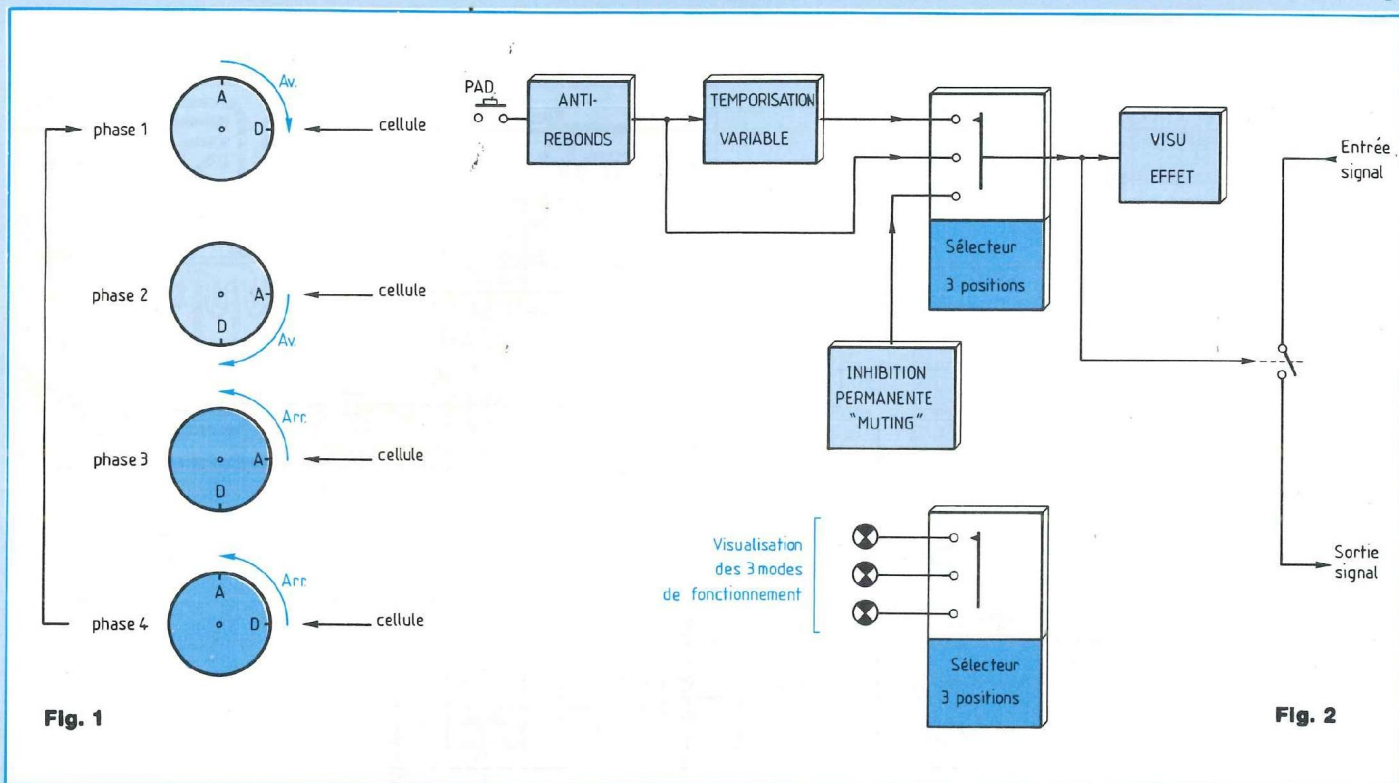 phase 1
A
D
Av.
cellule
phase 2
A
D
Av.
cellule
phase 3
Arr.
A
D
cellule
phase 4
Arr.
A
D
cellule
Fig. 1
PAD.
ANTI-
REBONDS
TEMPORISATION
VARIABLE
Sélecteur
3 positions
VISU
EFFET
INHIBITION
PERMANENTE
"MUTING"
Entrée
signal
Sortie
signal
Visualisation
des 3 modes
de fonctionnement
Sélecteur
3 positions
Fig. 2